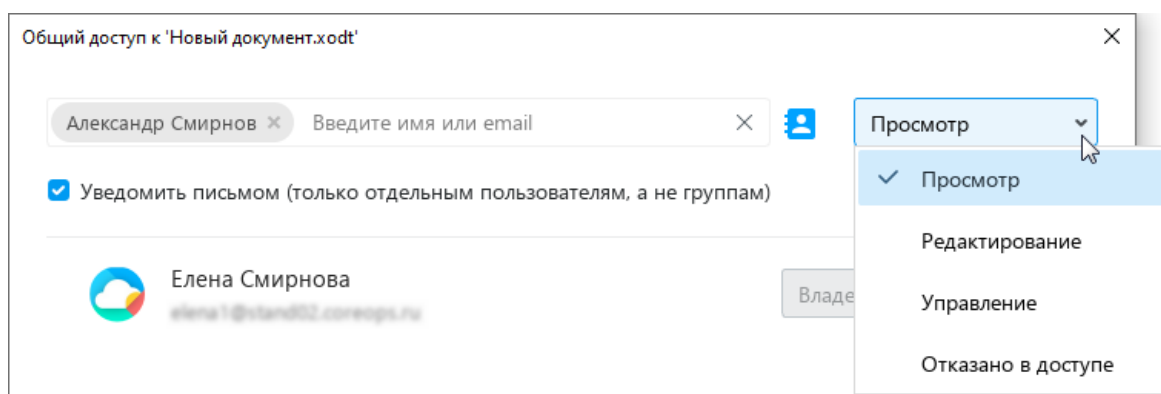 Общий доступ к 'Новый документ.xodt'
Александр Смирнов Введите имя или email Просмотр
Уведомить письмом (только отдельным пользователям, а не группам)
Просмотр
Редактирование
Елена Смирнова
Владе
Управление
Отказано в доступе